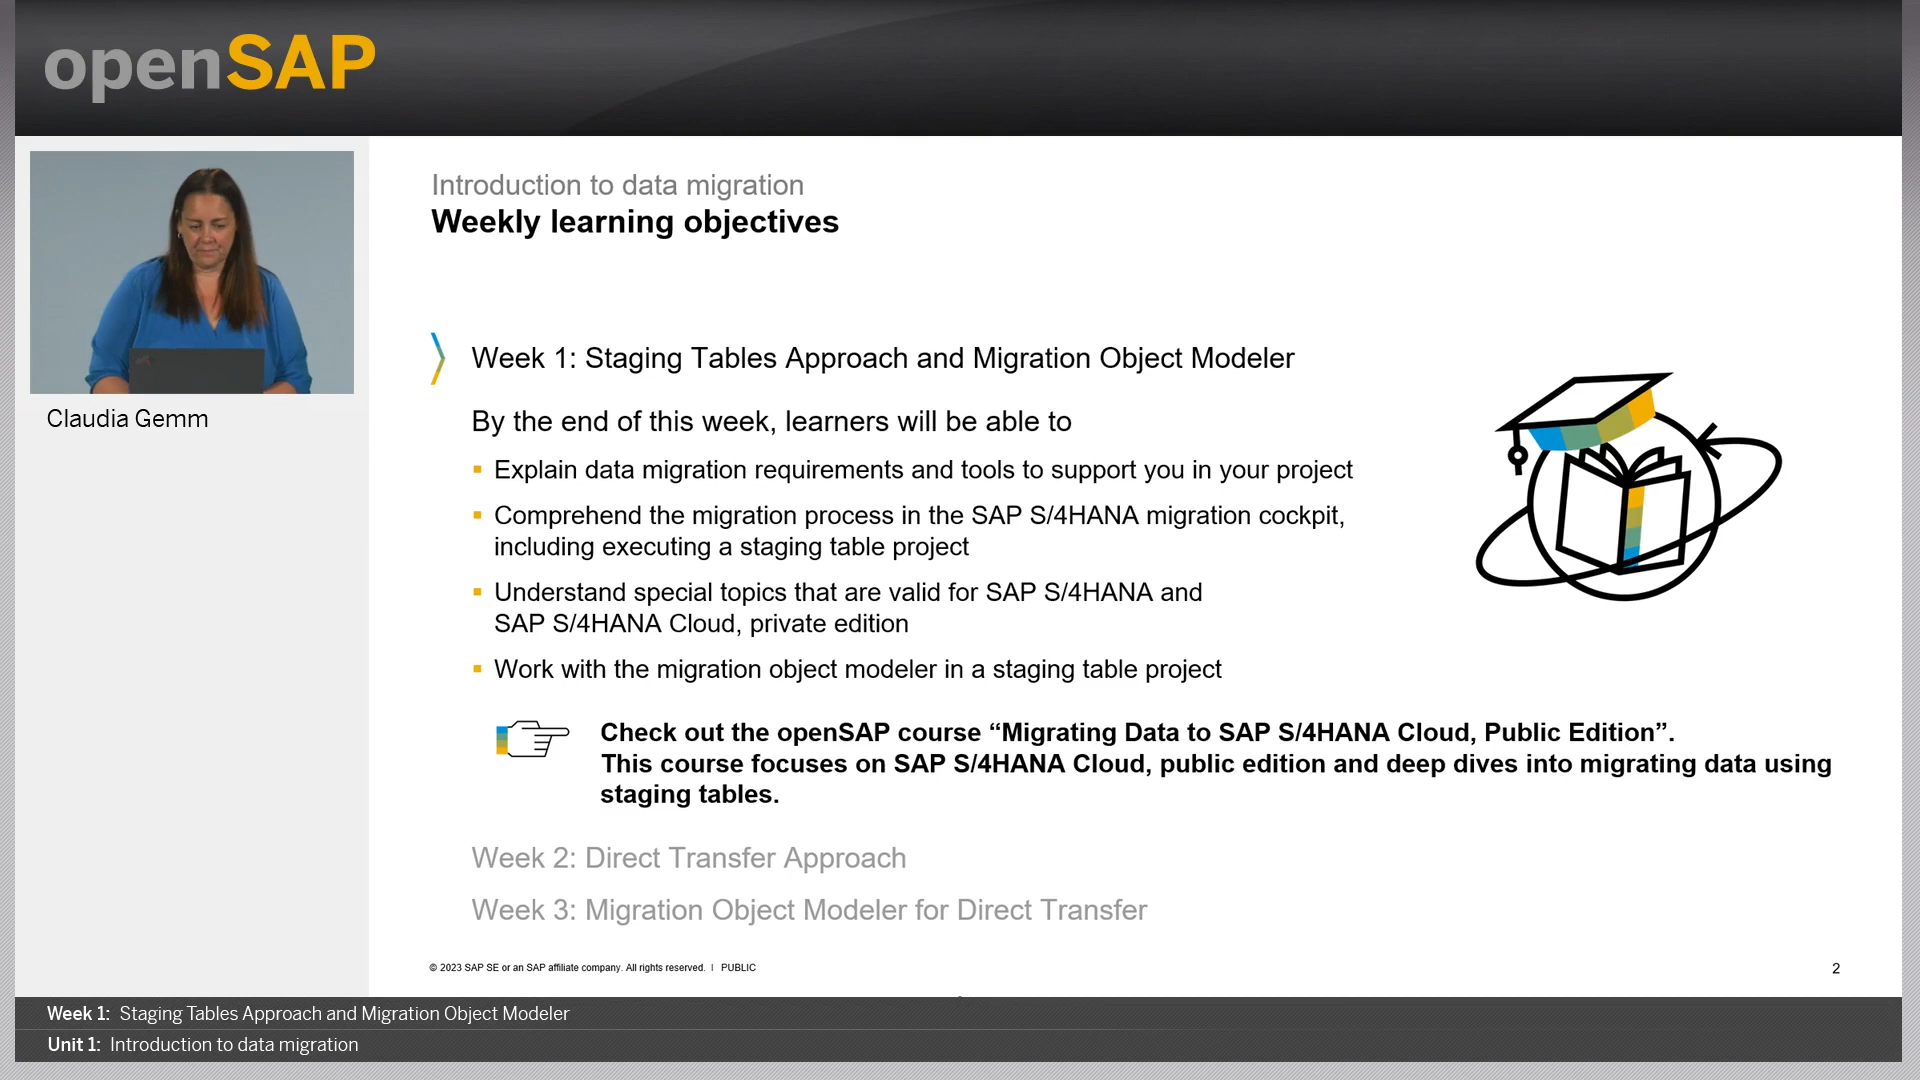 openSAP
Claudia Gemm
Introduction to data migration
Weekly learning objectives
Week 1: Staging Tables Approach and Migration Object Modeler
By the end of this week, learners will be able to
Explain data migration requirements and tools to support you in your project
Comprehend the migration process in the SAP S/4HANA migration cockpit,
including executing a staging table project
Understand special topics that are valid for SAP S/4HANA and
SAP S/4HANA Cloud, private edition
Work with the migration object modeler in a staging table project
Check out the openSAP course “Migrating Data to SAP S/4HANA Cloud, Public Edition”.
This course focuses on SAP S/4HANA Cloud, public edition and deep dives into migrating data using
staging tables.
Week 2: Direct Transfer Approach
Week 3: Migration Object Modeler for Direct Transfer
© 2023 SAP SE or an SAP affiliate company. All rights reserved. I PUBLIC
2
Week 1: Staging Tables Approach and Migration Object Modeler
Unit 1: Introduction to data migration